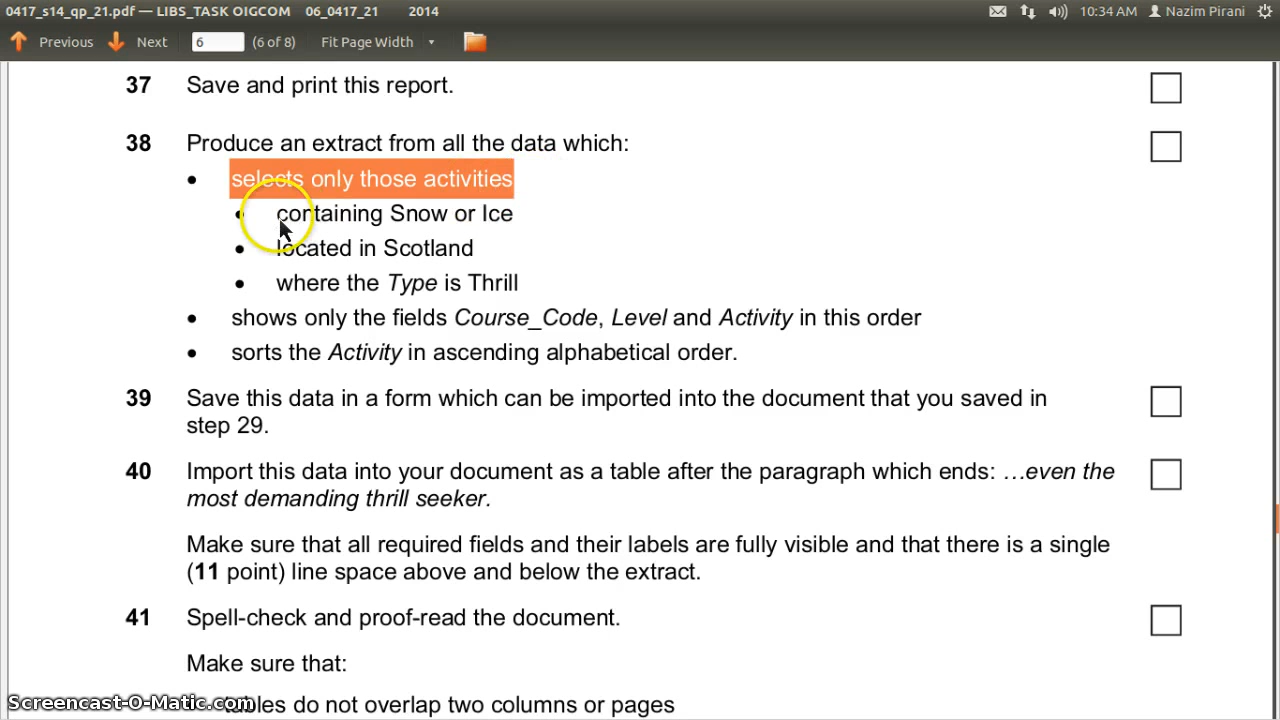 0417_s14_qp_21.pdf — LIBS_TASK OIGCOM 06_0417_21 2014 10:34 AM Nazim Pirani
Previous Next 6 (6 of 8) Fit Page Width
37 Save and print this report.
38 Produce an extract from all the data which:
• selects only those activities
• containing Snow or Ice
• located in Scotland
• where the Type is Thrill
• shows only the fields Course_Code, Level and Activity in this order
• sorts the Activity in ascending alphabetical order.
39 Save this data in a form which can be imported into the document that you saved in
step 29.
40 Import this data into your document as a table after the paragraph which ends: …even the
most demanding thrill seeker.
Make sure that all required fields and their labels are fully visible and that there is a single
(11 point) line space above and below the extract.
41 Spell-check and proof-read the document.
Make sure that:
tables do not overlap two columns or pages
Screencast-O-Matic.com